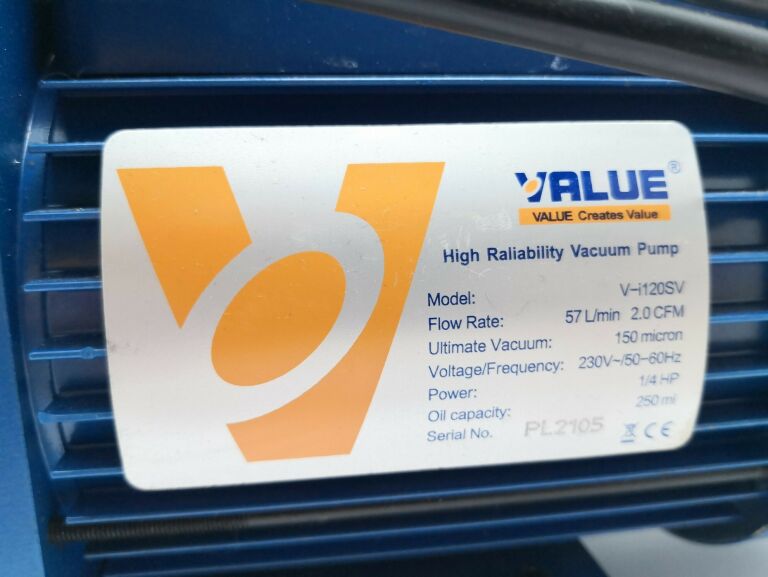 VALUE®
VALUE Creates Value
High Raliability Vacuum Pump
Model: V-i120SV
Flow Rate: 57 L/min 2.0 CFM
Ultimate Vacuum: 150 micron
Voltage/Frequency: 230V~/50-60Hz
Power: 1/4 HP
Oil capacity: 250 ml
Serial No. PL2105 CE